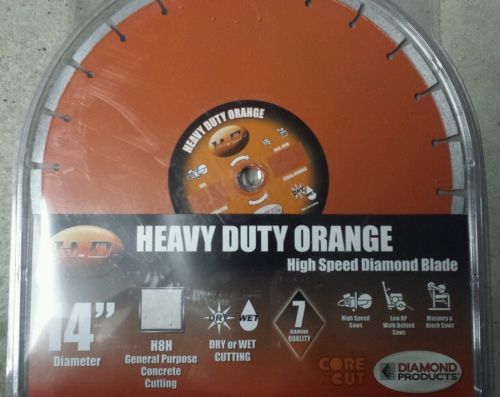 HEAVY DUTY ORANGE
H.D.
DRY
WET
H.D.
HEAVY DUTY ORANGE
High Speed Diamond Blade
14"
Diameter
H8H
General Purpose
Concrete
Cutting
DRY
WET
DRY or WET
CUTTING
7
DIAMOND
QUALITY
High Speed
Saws
Low HP
Walk Behind
Saws
Masonry &
Block Saws
CORE
CUT
DIAMOND
PRODUCTS